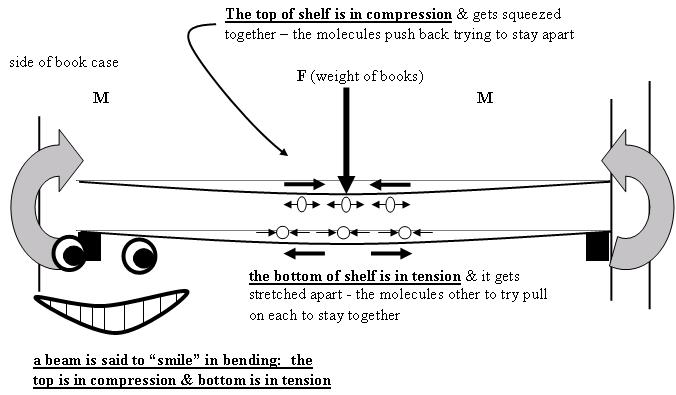 The top of shelf is in compression & gets squeezed
together – the molecules push back trying to stay apart
side of book case
F (weight of books)
M
M
the bottom of shelf is in tension & it gets
stretched apart - the molecules other to try pull
on each to stay together
a beam is said to “smile” in bending:  the
top is in compression & bottom is in tension